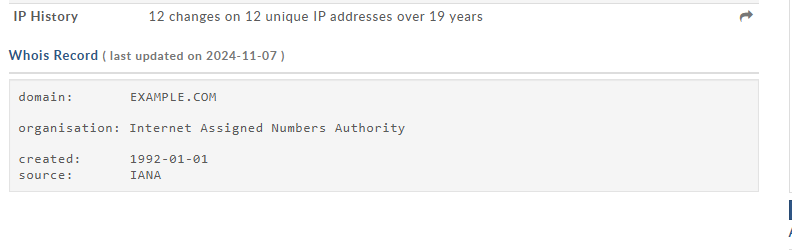 IP History 12 changes on 12 unique IP addresses over 19 years
Whois Record ( last updated on 2024-11-07 )
domain: EXAMPLE.COM
organisation: Internet Assigned Numbers Authority
created: 1992-01-01
source: IANA